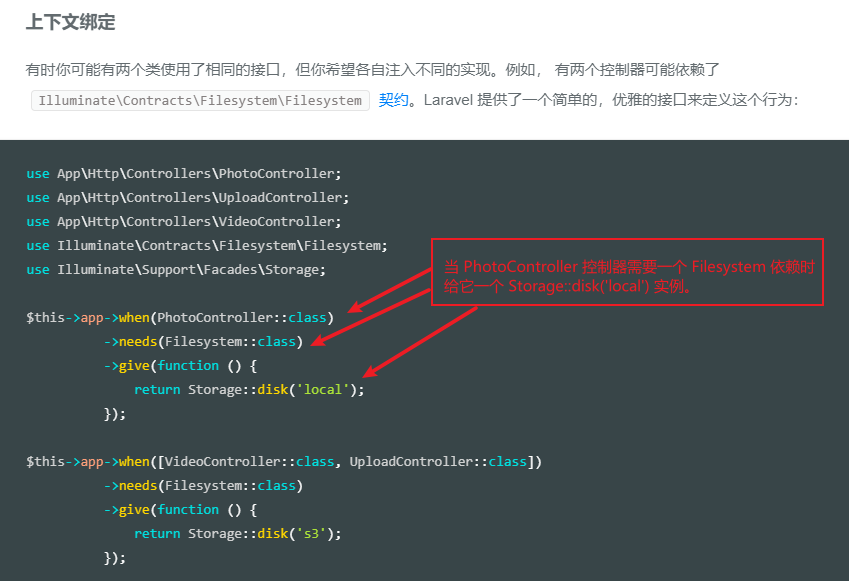 上下文绑定
有时你可能有两个类使用了相同的接口，但你希望各自注入不同的实现。例如， 有两个控制器可能依赖了
Illuminate\Contracts\Filesystem\Filesystem 契约。Laravel 提供了一个简单的，优雅的接口来定义这个行为：
use App\Http\Controllers\PhotoController;
use App\Http\Controllers\UploadController;
use App\Http\Controllers\VideoController;
use Illuminate\Contracts\Filesystem\Filesystem;
use Illuminate\Support\Facades\Storage;
当 PhotoController 控制器需要一个 Filesystem 依赖时
给它一个 Storage::disk('local') 实例。
$this->app->when(PhotoController::class)
->needs(Filesystem::class)
->give(function () {
return Storage::disk('local');
});
$this->app->when([VideoController::class, UploadController::class])
->needs(Filesystem::class)
->give(function () {
return Storage::disk('s3');
});